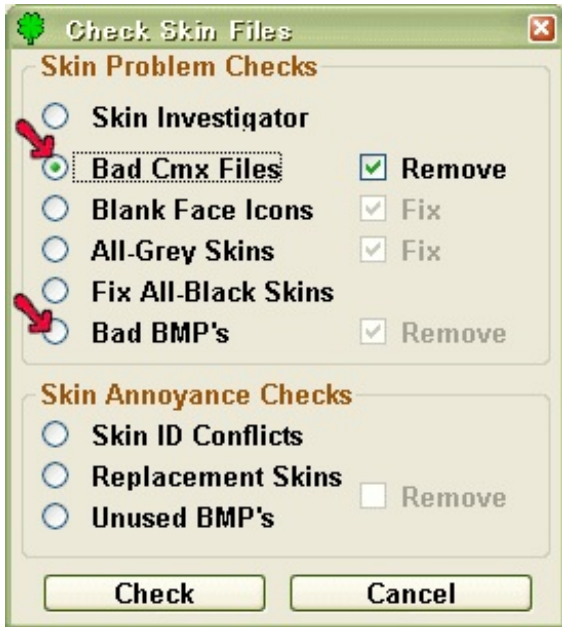 Check Skin Files
Skin Problem Checks
Skin Investigator
Bad Cmx Files Remove
Blank Face Icons Fix
All-Grey Skins Fix
Fix All-Black Skins
Bad BMP's Remove
Skin Annoyance Checks
Skin ID Conflicts
Replacement Skins
Remove
Unused BMP's
Check Cancel